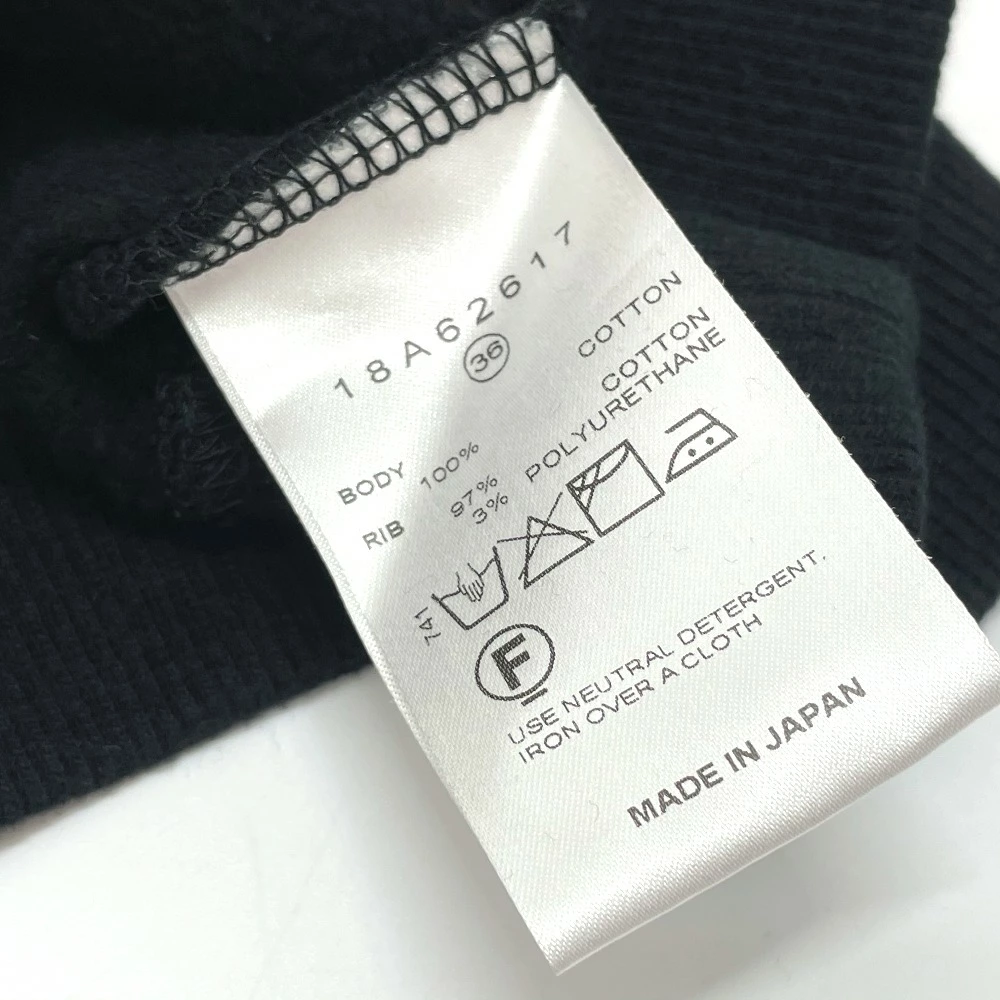 18A62617
36
BODY 100% COTTON
RIB 97% COTTON
3% POLYURETHANE
741
F
USE NEUTRAL DETERGENT.
IRON OVER A CLOTH
MADE IN JAPAN